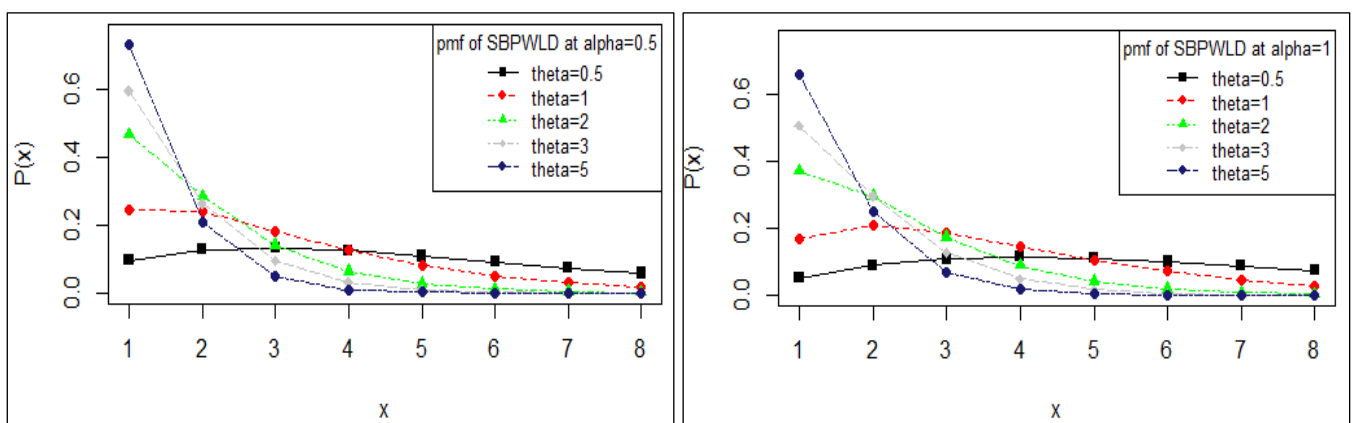 pmf of SBPWLD at alpha=0.5
theta=0.5
theta=1
theta=2
theta=3
theta=5
P(x)
0.0
0.2
0.4
0.6
1 2 3 4 5 6 7 8
x
pmf of SBPWLD at alpha=1
theta=0.5
theta=1
theta=2
theta=3
theta=5
P(x)
0.0
0.2
0.4
0.6
1 2 3 4 5 6 7 8
x